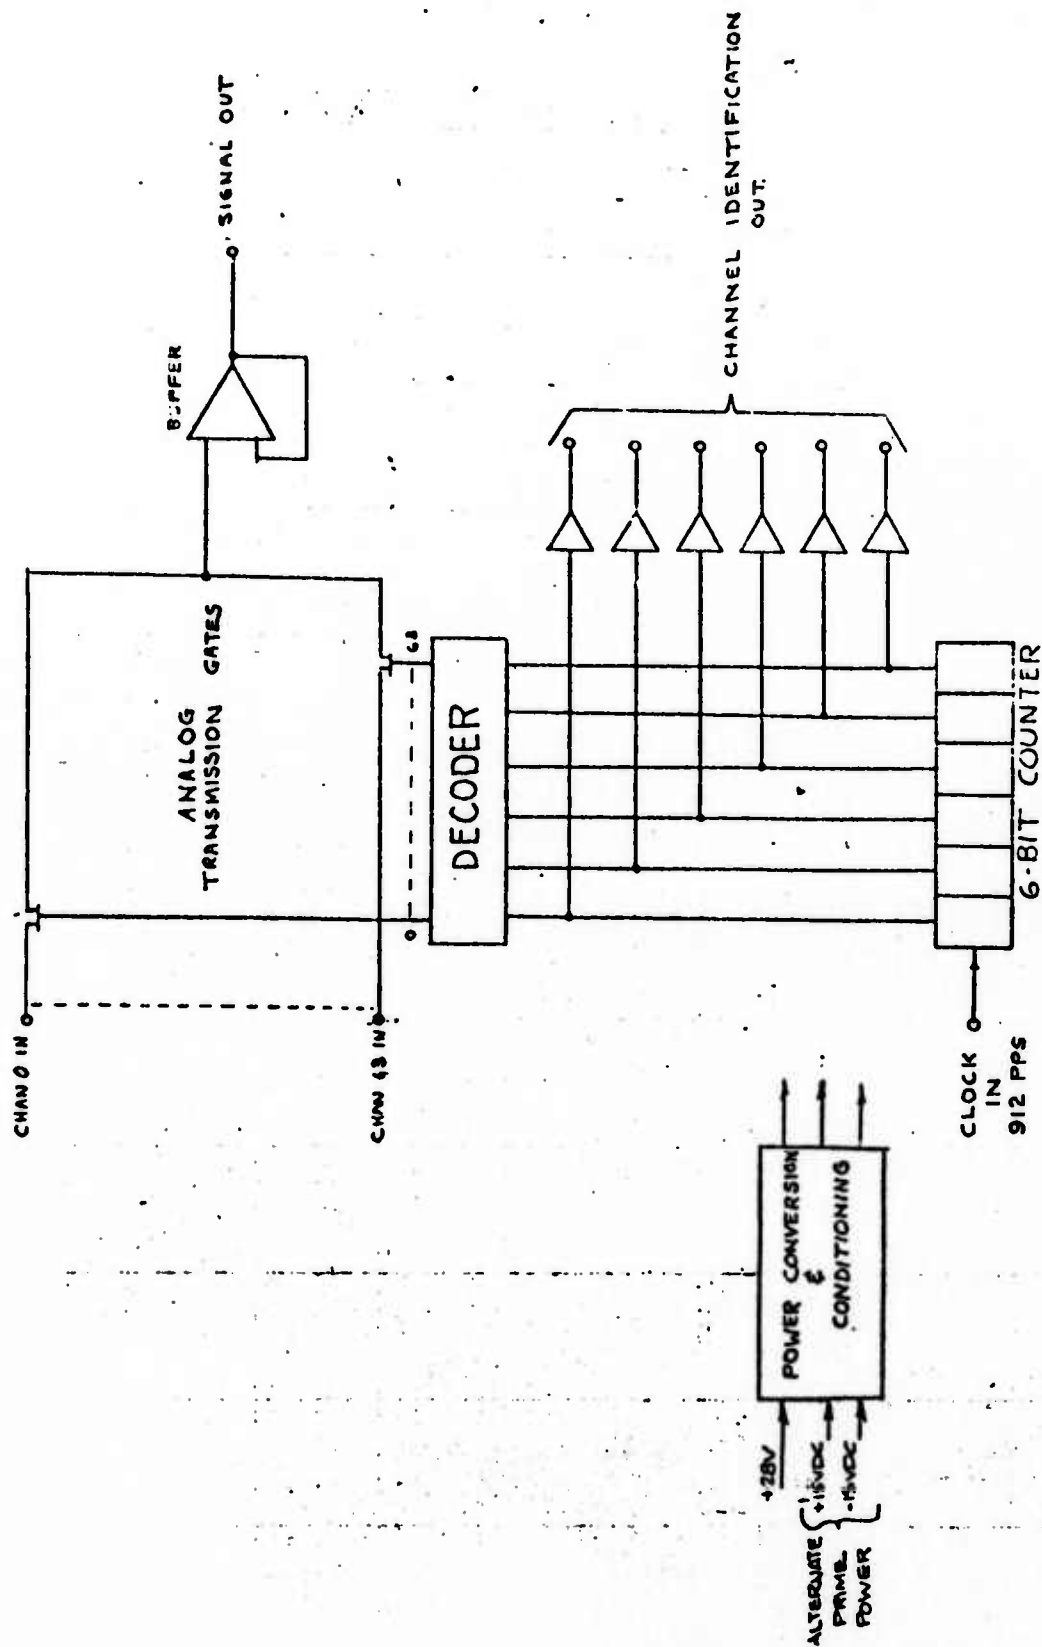 CHAN 0 IN
CHAN 63 IN
ANALOG
TRANSMISSION GATES
BUFFER
SIGNAL OUT
0
63
DECODER
CHANNEL IDENTIFICATION
OUT.
CLOCK
IN
912 PPS
6-BIT COUNTER
+28V
ALTERNATE
PRIME
POWER
+15VDC
-15VDC
POWER CONVERSION
&
CONDITIONING